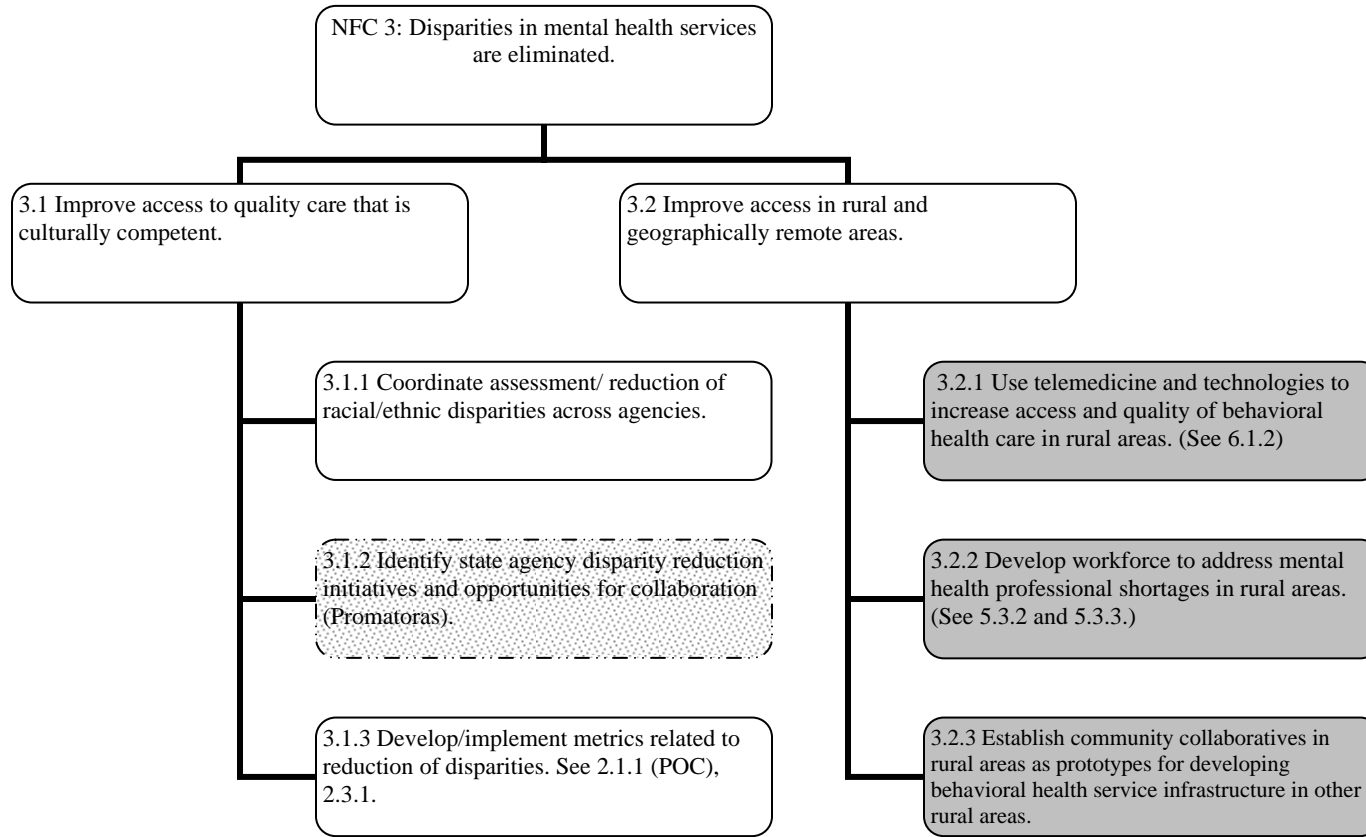 NFC 3: Disparities in mental health services
are eliminated.
3.1 Improve access to quality care that is
culturally competent.
3.2 Improve access in rural and
geographically remote areas.
3.1.1 Coordinate assessment/ reduction of
racial/ethnic disparities across agencies.
3.1.2 Identify state agency disparity reduction
initiatives and opportunities for collaboration
(Promatoras).
3.1.3 Develop/implement metrics related to
reduction of disparities. See 2.1.1 (POC),
2.3.1.
3.2.1 Use telemedicine and technologies to
increase access and quality of behavioral
health care in rural areas. (See 6.1.2)
3.2.2 Develop workforce to address mental
health professional shortages in rural areas.
(See 5.3.2 and 5.3.3.)
3.2.3 Establish community collaboratives in
rural areas as prototypes for developing
behavioral health service infrastructure in other
rural areas.